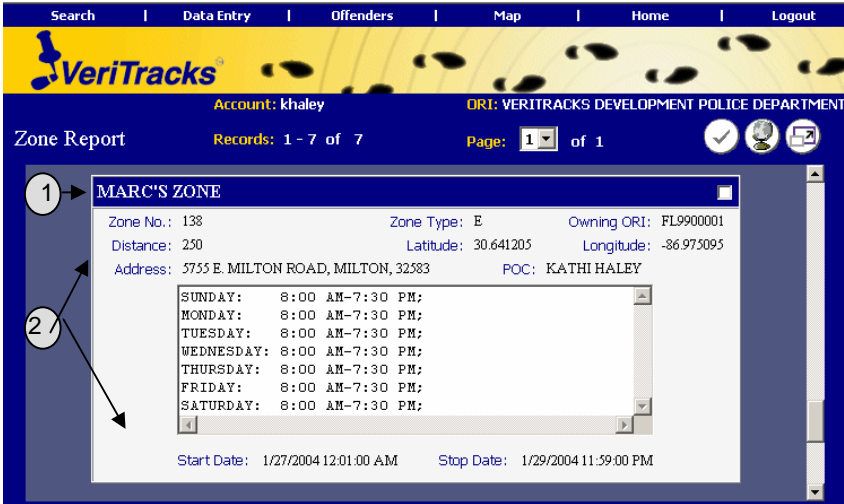 Search | Data Entry | Offenders | Map | Home | Logout
VeriTracks®
Account: khaley ORI: VERITRACKS DEVELOPMENT POLICE DEPARTMENT
Zone Report Records: 1 - 7 of 7 Page: 1 of 1
1 MARC'S ZONE
Zone No.: 138 Zone Type: E Owning ORI: FL9900001
Distance: 250 Latitude: 30.641205 Longitude: -86.975095
Address: 5755 E. MILTON ROAD, MILTON, 32583 POC: KATHI HALEY
SUNDAY: 8:00 AM-7:30 PM;
MONDAY: 8:00 AM-7:30 PM;
2 TUESDAY: 8:00 AM-7:30 PM;
WEDNESDAY: 8:00 AM-7:30 PM;
THURSDAY: 8:00 AM-7:30 PM;
FRIDAY: 8:00 AM-7:30 PM;
SATURDAY: 8:00 AM-7:30 PM;
Start Date: 1/27/2004 12:01:00 AM Stop Date: 1/29/2004 11:59:00 PM